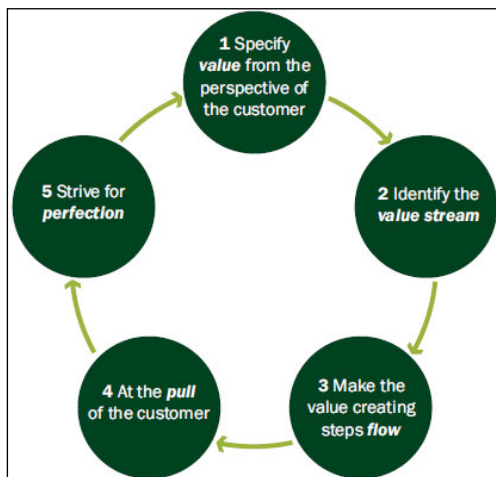 1 Specify
value from the
perspective of
the customer
2 Identify the
value stream
3 Make the
value creating
steps flow
4 At the pull
of the customer
5 Strive for
perfection